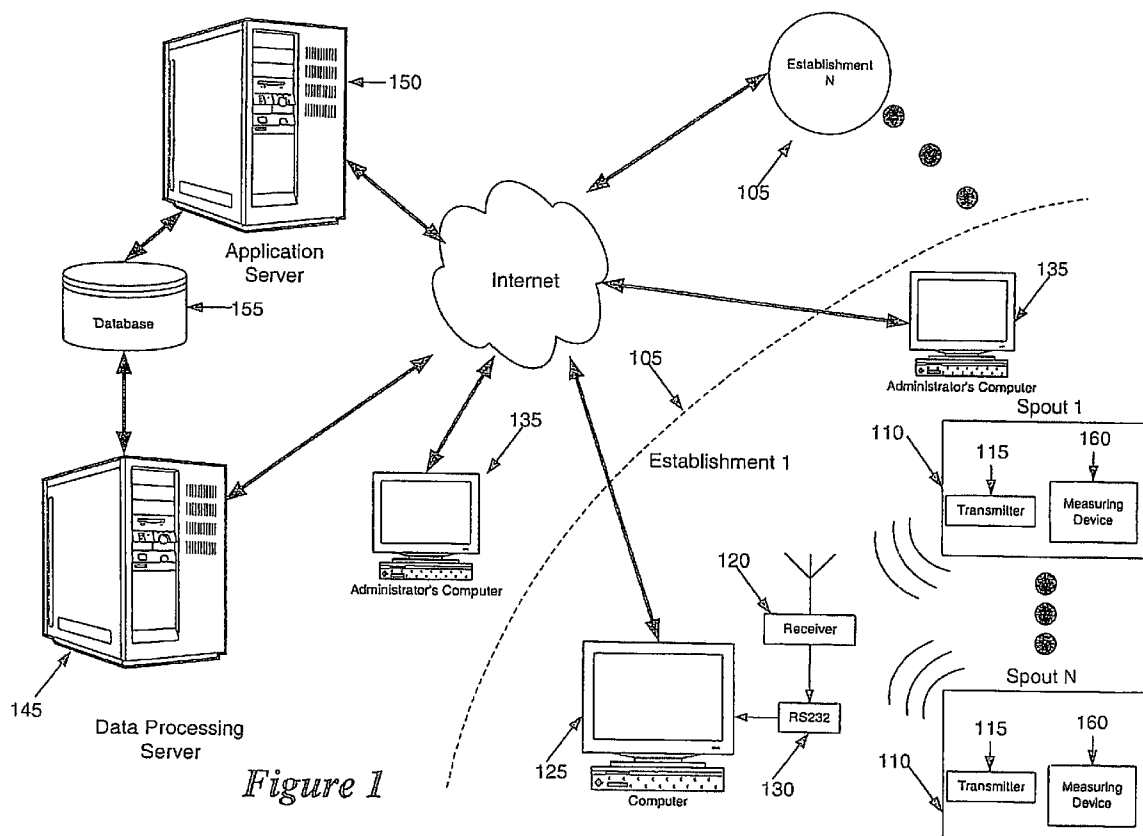 150
Establishment
N
105
Application
Server
Internet
135
155
Database
Administrator's Computer
105
Spout 1
135
Establishment 1
110
115
160
Transmitter
Measuring
Device
Administrator's Computer
120
Receiver
Spout N
145
Data Processing
Server
125
RS232
130
115
160
110
Transmitter
Measuring
Device
Computer
Figure 1